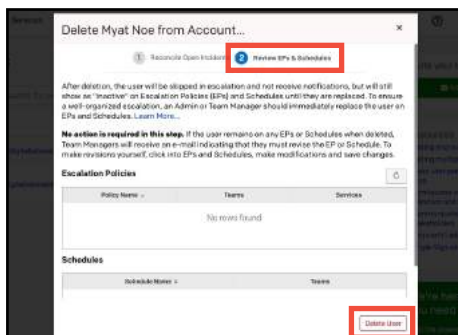 Delete Myat Noe from Account...
×
1 Reconcile Open Incidents 2 Review EPs & Schedules
After deletion, the user will be skipped in escalation and not receive notifications, but will still
show as "Inactive" on Escalation Policies (EPs) and Schedules until they are replaced. To ensure
a well-organized escalation, an Admin or Team Manager should immediately replace the user on
EPs and Schedules. Learn More...
No action is required in this step. If the user remains on any EPs or Schedules when deleted,
Team Managers will receive an e-mail indicating that they must revise the EP or Schedule. To
make revisions yourself, click into EPs and Schedules, make modifications and save changes.
Escalation Policies
Policy Name Teams Services
No rows found
Schedules
Schedule Name Teams
Delete User